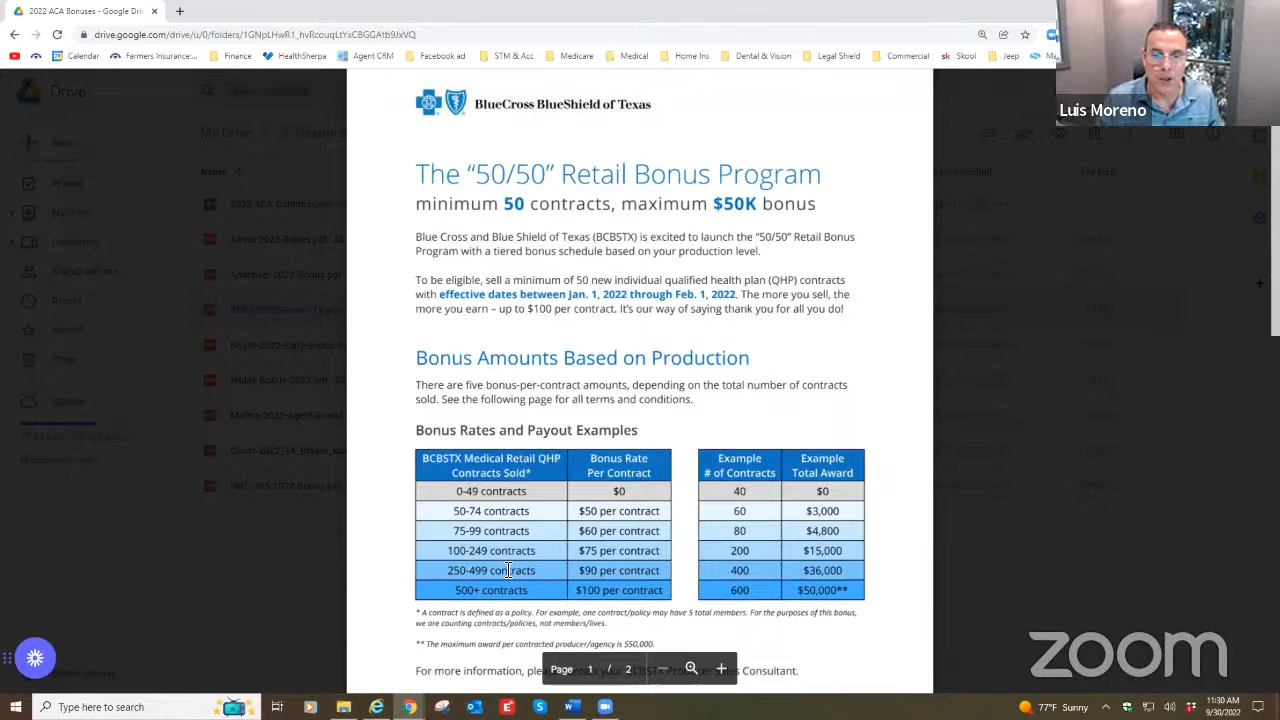 2022 ACA Bonuses - Google Driv
drive.google.com/drive/u/0/folders/1GNpLHwR1_hvRcouqLtYxCBGGAtb9JxVQ
Calendar
Farmers Insurance:...
Finance
HealthSherpa
Agent CRM
Facebook ad
STM & Acc
Medicare
Medical
Home Ins
Dental & Vision
Legal Shield
Commercial
Skool
Jeep
Luis Moreno
Drive
My Drive
Name
BlueCross BlueShield of Texas
The “50/50” Retail Bonus Program
minimum 50 contracts, maximum $50K bonus
Blue Cross and Blue Shield of Texas (BCBSTX) is excited to launch the “50/50” Retail Bonus
Program with a tiered bonus schedule based on your production level.
To be eligible, sell a minimum of 50 new individual qualified health plan (QHP) contracts
with effective dates between Jan. 1, 2022 through Feb. 1, 2022. The more you sell, the
more you earn – up to $100 per contract. It’s our way of saying thank you for all you do!
Bonus Amounts Based on Production
There are five bonus-per-contract amounts, depending on the total number of contracts
sold. See the following page for all terms and conditions.
Bonus Rates and Payout Examples
BCBSTX Medical Retail QHP Contracts Sold* Bonus Rate Per Contract Example # of Contracts Example Total Award
0-49 contracts $0 40 $0
50-74 contracts $50 per contract 60 $3,000
75-99 contracts $60 per contract 80 $4,800
100-249 contracts $75 per contract 200 $15,000
250-499 contracts $90 per contract 400 $36,000
500+ contracts $100 per contract 600 $50,000**
* A contract is defined as a policy. For example, one contract/policy may have 5 total members. For the purposes of this bonus,
we are counting contracts/policies, not members/lives.
** The maximum award per contracted producer/agency is $50,000.
For more information, Consultant.
Page 1 / 2
zoom
Type here to search
77°F Sunny
11:30 AM
9/30/2022